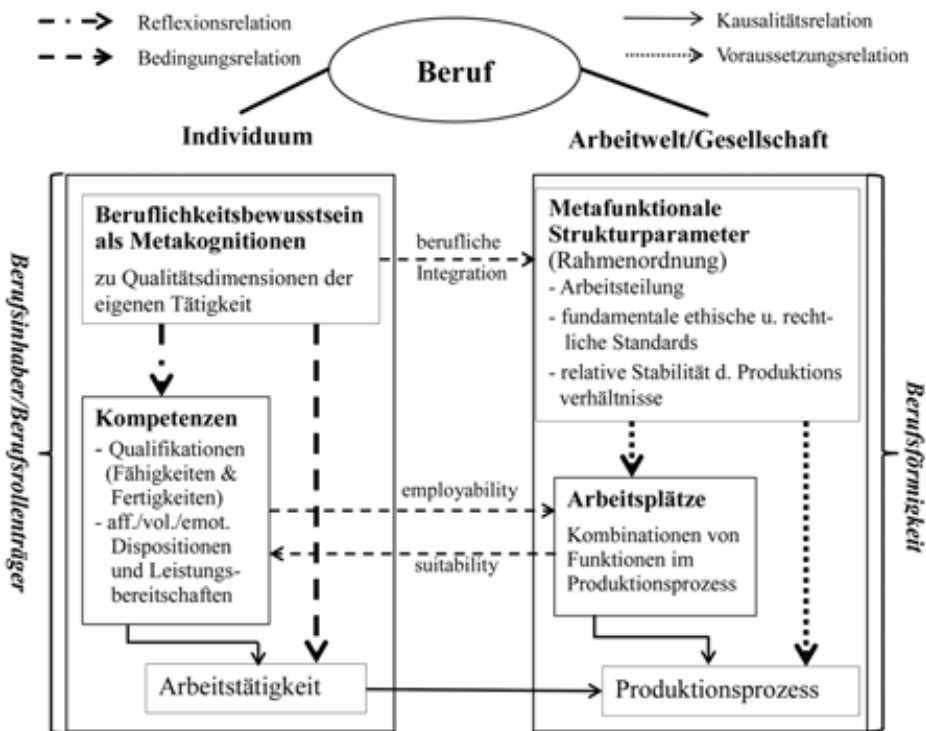 Reflexionsrelation
Bedingungsrelation
Kausalitätsrelation
Voraussetzungsrelation
Beruf
Individuum
Arbeitwelt/Gesellschaft
Berufsinhaber/Berufsrollenträger
Beruflichkeitsbewusstsein
als Metakognitionen
zu Qualitätsdimensionen der
eigenen Tätigkeit
berufliche
Integration
Metafunktionale
Strukturparameter
(Rahmenordnung)
- Arbeitsteilung
- fundamentale ethische u. recht-
liche Standards
- relative Stabilität d. Produktions
verhältnisse
Kompetenzen
- Qualifikationen
(Fähigkeiten &
Fertigkeiten)
- aff./vol./emot.
Dispositionen
und Leistungs-
bereitschaften
employability
suitability
Arbeitsplätze
Kombinationen von
Funktionen im
Produktionsprozess
Arbeitstätigkeit
Produktionsprozess
Berufsförmigkeit